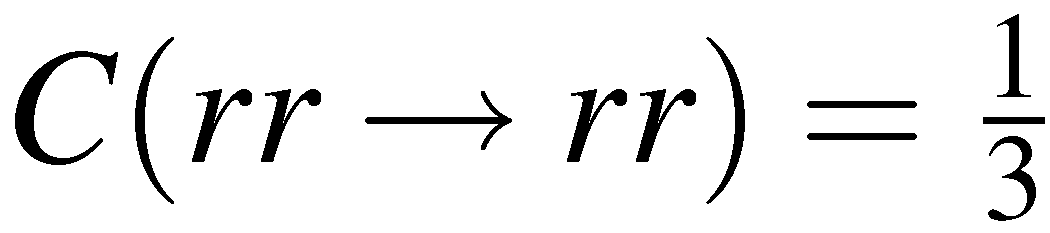 C(rr → rr) = 1/3